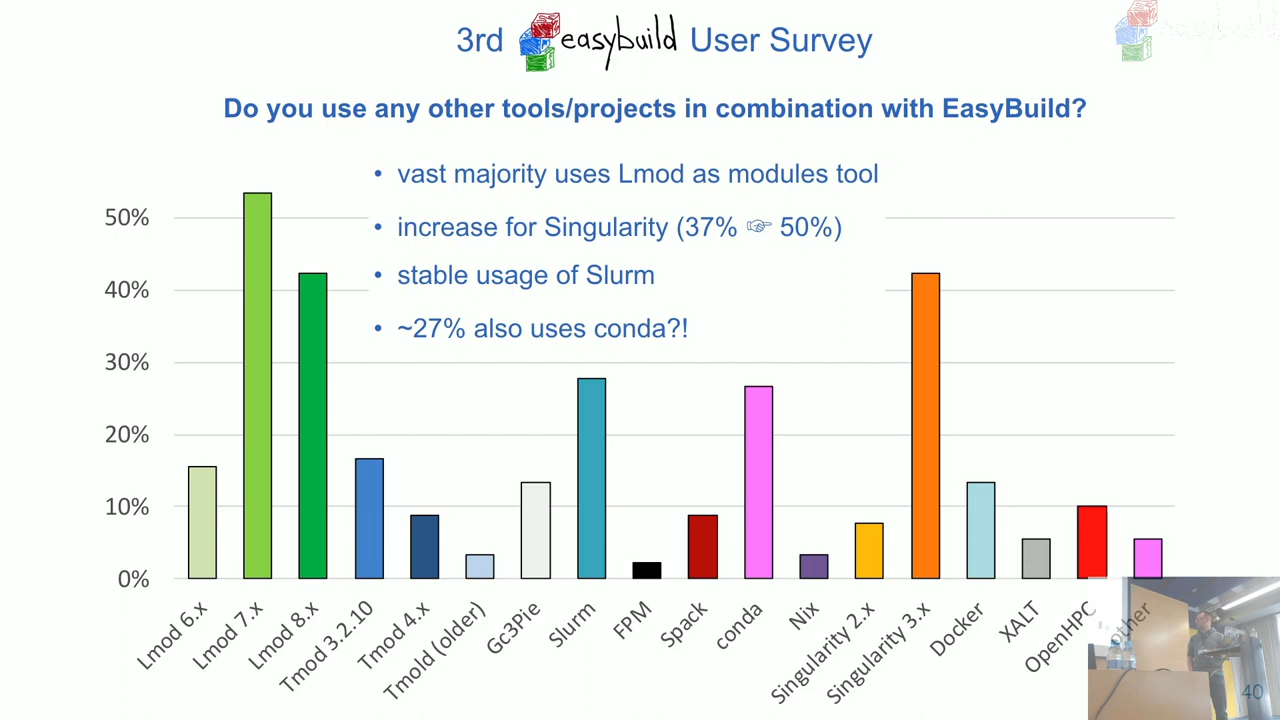 3rd easybuild User Survey
easybuild
Do you use any other tools/projects in combination with EasyBuild?
• vast majority uses Lmod as modules tool
• increase for Singularity (37% ☞ 50%)
• stable usage of Slurm
• ~27% also uses conda?!
50%
40%
30%
20%
10%
0%
Lmod 6.x
Lmod 7.x
Lmod 8.x
Tmod 3.2.10
Tmod 4.x
Tmold (older)
Gc3Pie
Slurm
FPM
Spack
conda
Nix
Singularity 2.x
Singularity 3.x
Docker
XALT
OpenHPC
other
40